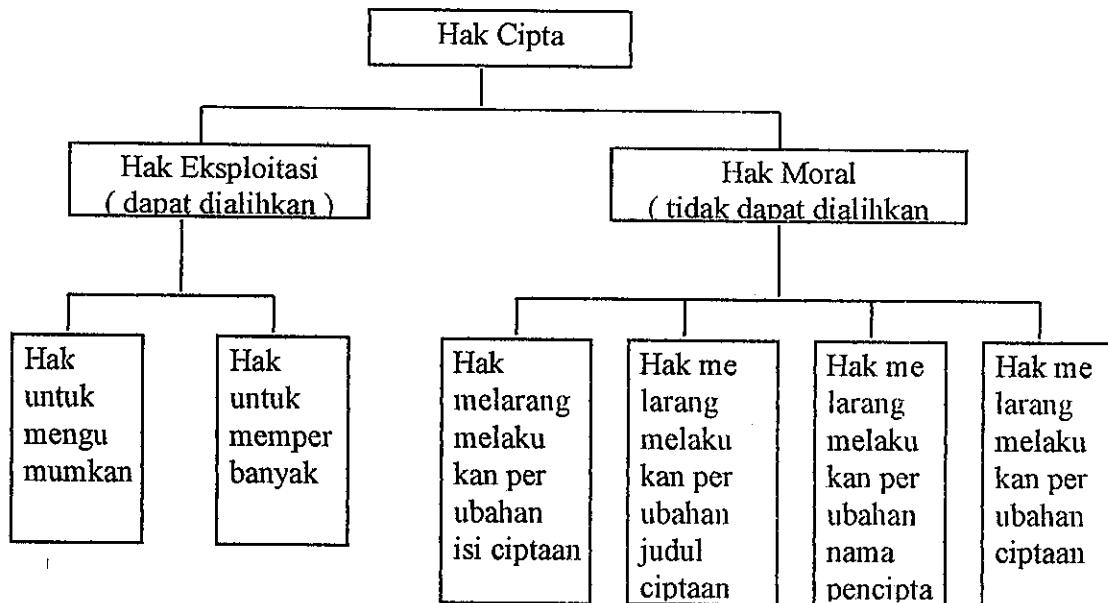 Hak Cipta
Hak Eksploitasi
( dapat dialihkan )
Hak Moral
( tidak dapat dialihkan
Hak
untuk
mengu
mumkan
Hak
untuk
memper
banyak
Hak
melarang
melaku
kan per
ubahan
isi ciptaan
Hak me
larang
melaku
kan per
ubahan
judul
ciptaan
Hak me
larang
melaku
kan per
ubahan
nama
pencipta
Hak me
larang
melaku
kan per
ubahan
ciptaan